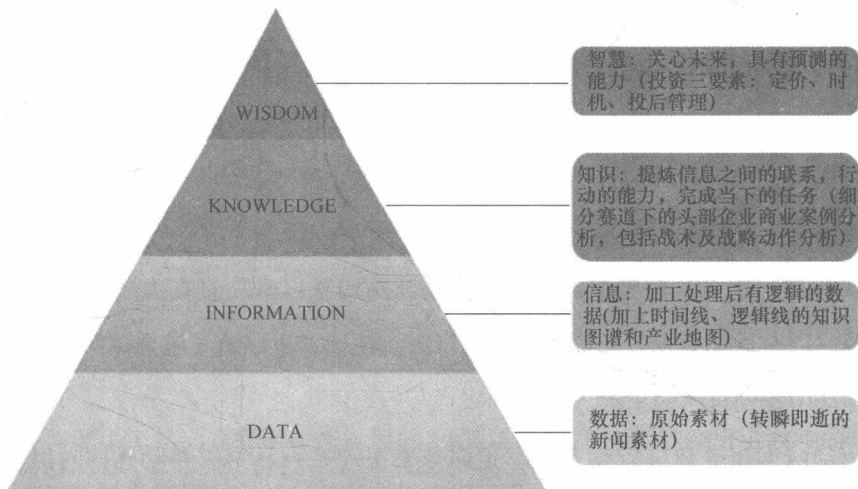 WISDOM
智慧：关心未来，具有预测的
能力（投资三要素：定价、时
机、投后管理）
KNOWLEDGE
知识：提炼信息之间的联系，行
动的能力，完成当下的任务（细
分赛道下的头部企业商业案例分
析，包括战术及战略动作分析）
INFORMATION
信息：加工处理后有逻辑的数
据(加上时间线、逻辑线的知识
图谱和产业地图)
DATA
数据：原始素材（转瞬即逝的
新闻素材）